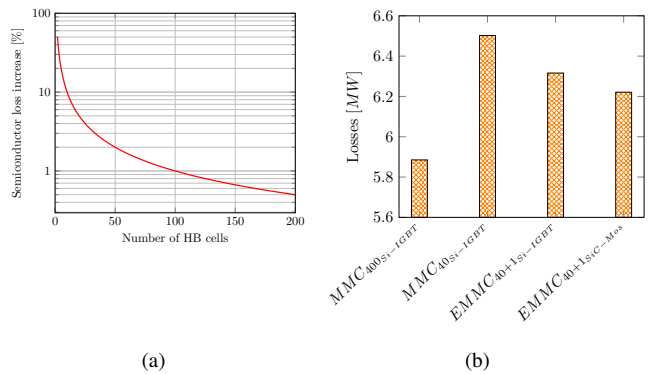 100
10
1
0
50
100
150
200
Semiconductor loss increase [%]
Number of HB cells
(a)
6.6
6.4
6.2
6
5.8
5.6
Losses [MW]
MMC400Si−IGBT
MMC40Si−IGBT
EMMC40+1Si−IGBT
EMMC40+1SiC−Mos
(b)